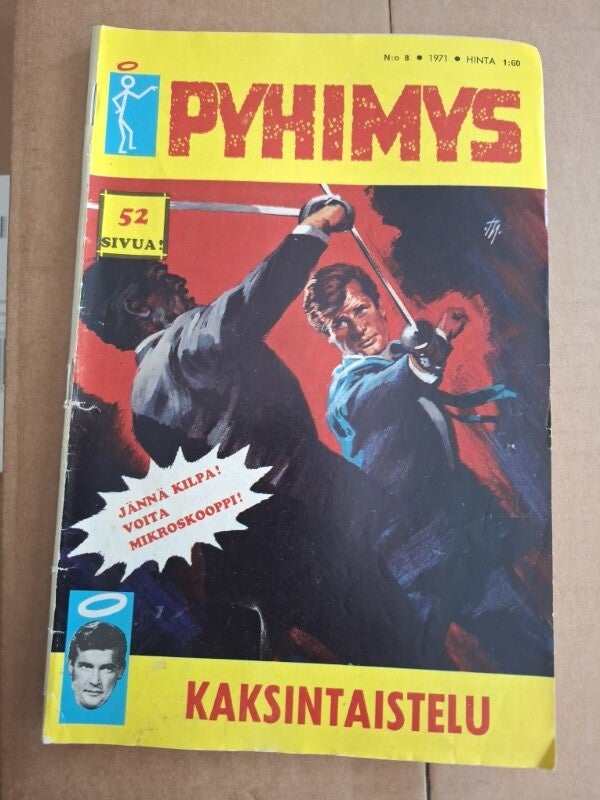 N:o 8 • 1971 • HINTA 1:60
PYHIMYS
52
SIVUA!
JÄNNÄ KILPA!
VOITA
MIKROSKOOPPI!
KAKSINTAISTELU